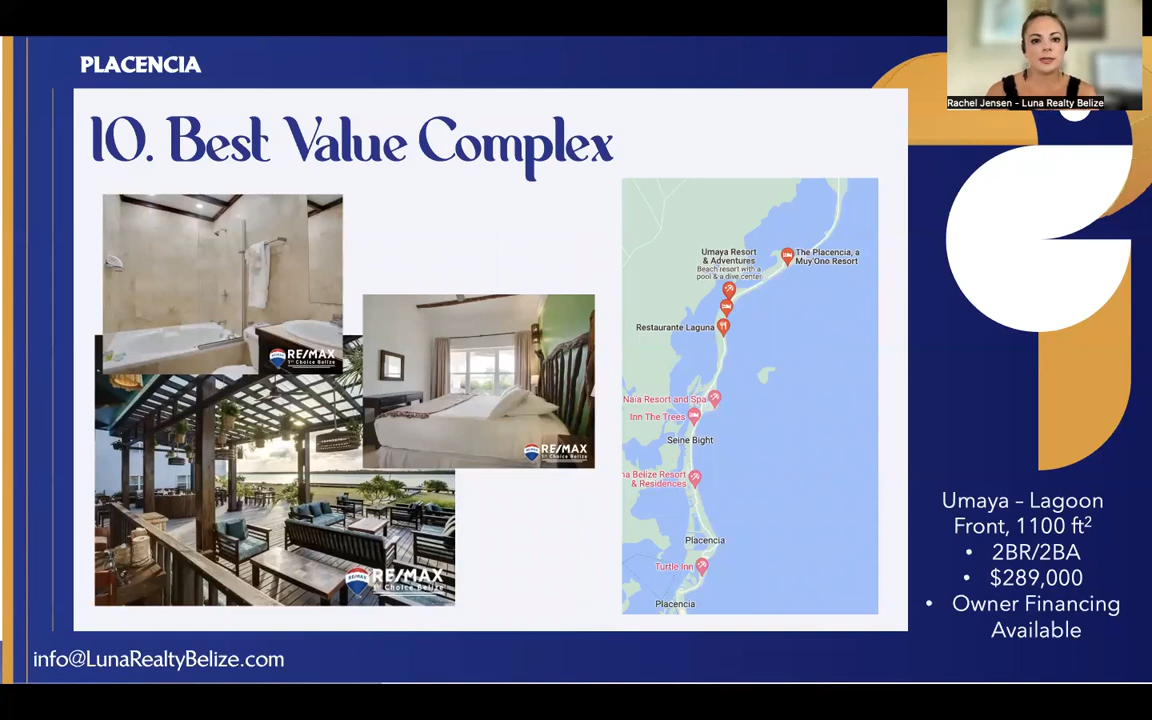 PLACENCIA
Rachel Jensen - Luna Realty Belize
10. Best Value Complex
RE/MAX
1st Choice Belize
RE/MAX
1st Choice Belize
RE/MAX
1st Choice Belize
Umaya Resort
& Adventures
Beach resort with a
pool & a dive center
The Placencia, a
Muy'Ono Resort
Restaurante Laguna
Naïa Resort and Spa
Inn The Trees
Seine Bight
na Belize Resort
& Residences
Placencia
Turtle Inn
Placencia
Umaya – Lagoon
Front, 1100 ft²
• 2BR/2BA
• $289,000
• Owner Financing
Available
info@LunaRealtyBelize.com